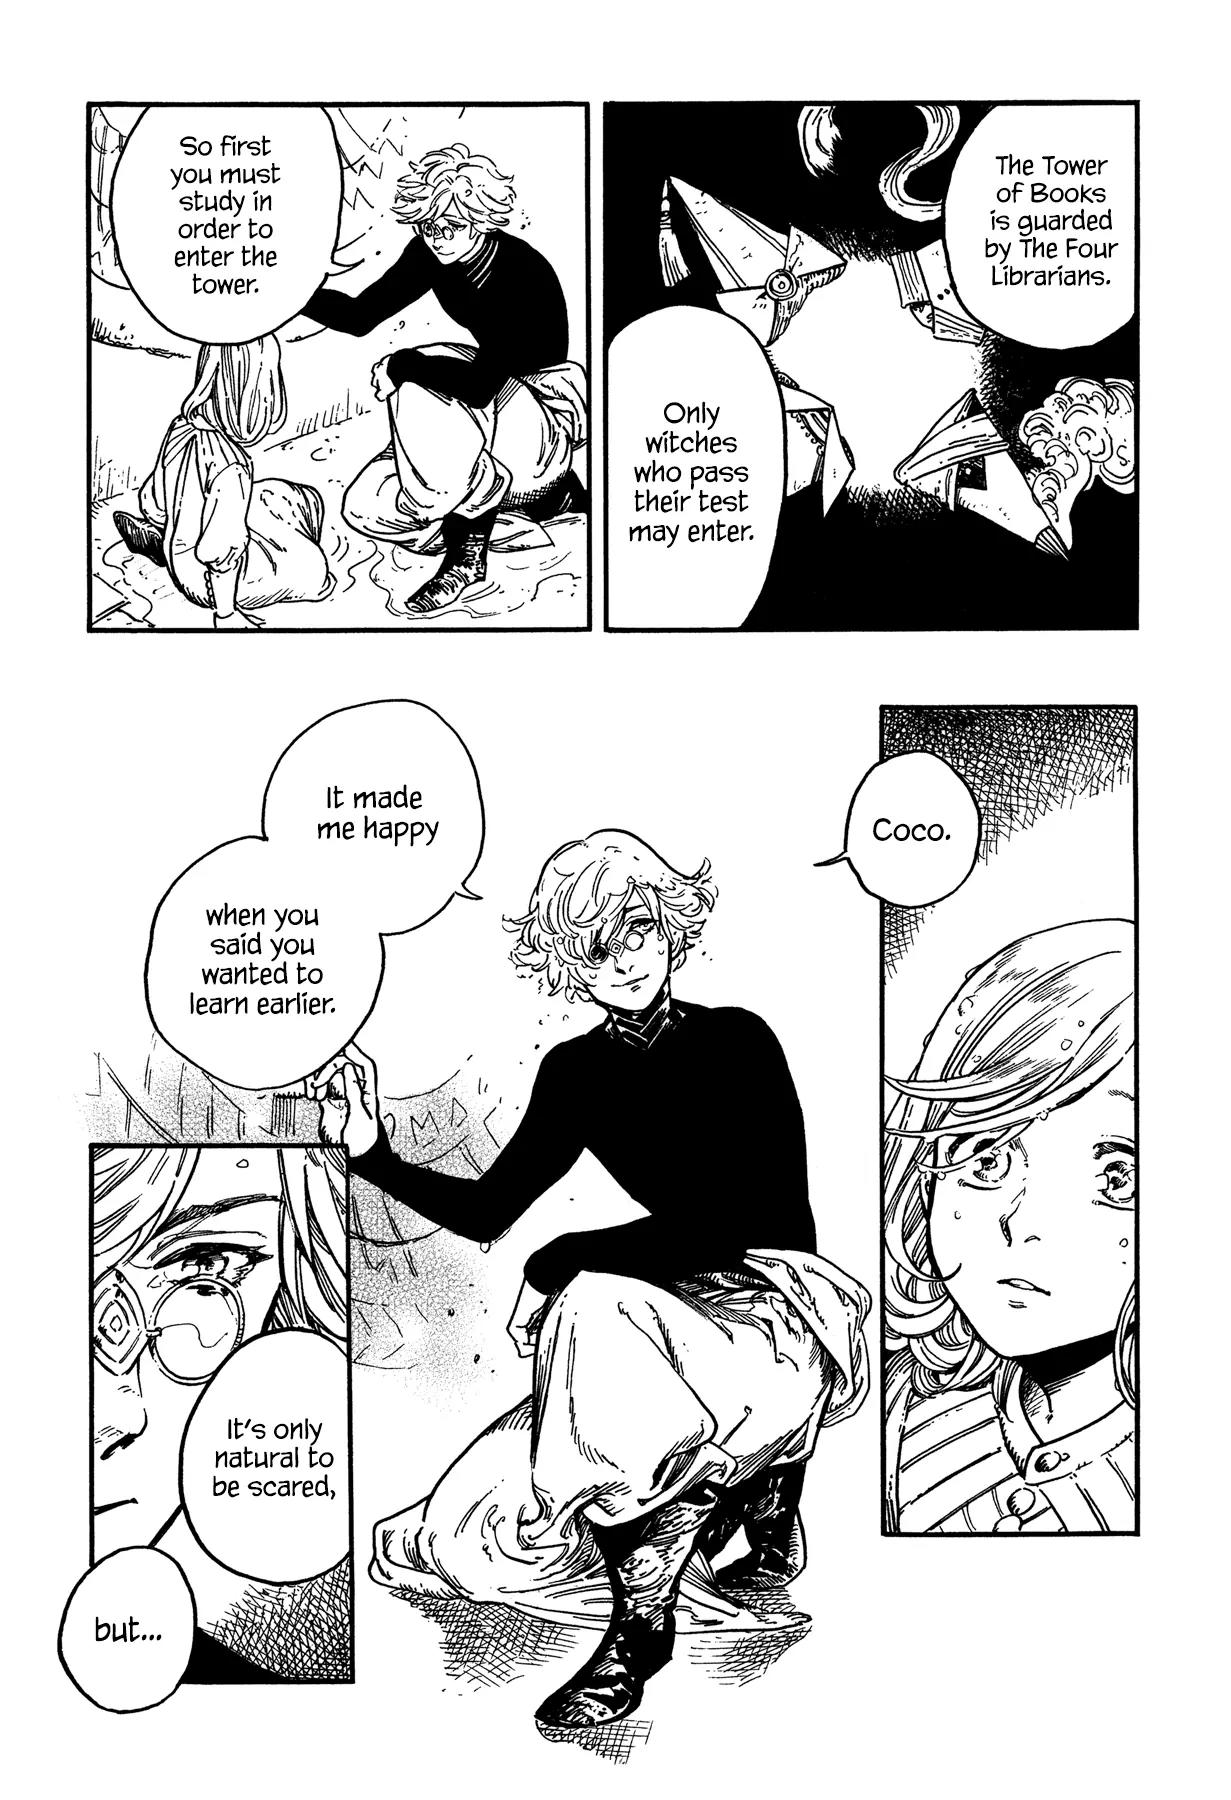 The Tower
of Books
is guarded
by The Four
Librarians.
Only
witches
who pass
their test
may enter.
So first
you must
study in
order to
enter the
tower.
Coco.
It made
me happy
when you
said you
wanted to
learn earlier.
It's only
natural to
be scared,
but...